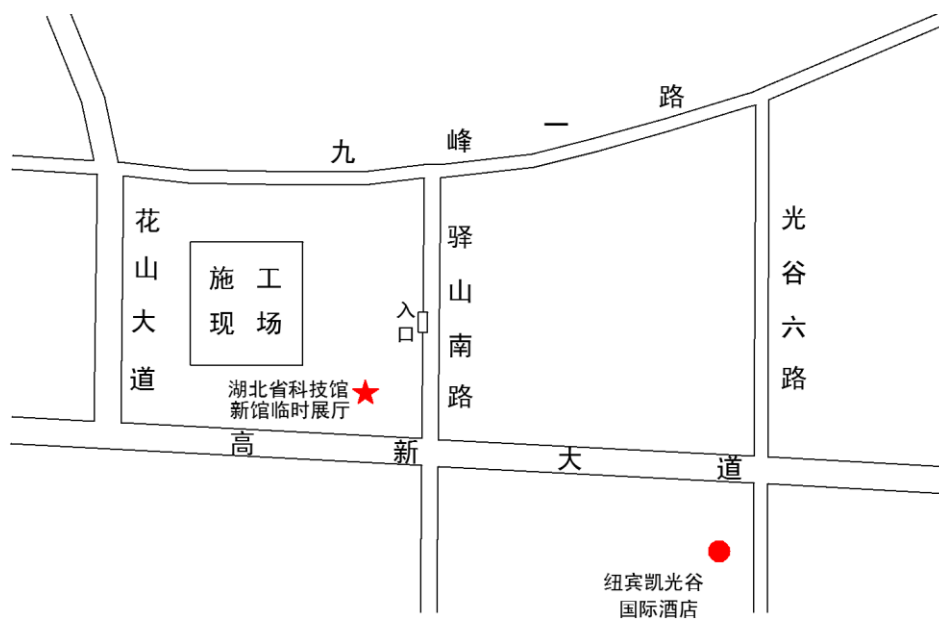 九峰一路
花山大道
施工
现场
入口
驿山南路
光谷六路
湖北省科技馆
新馆临时展厅
高新大道
纽宾凯光谷
国际酒店